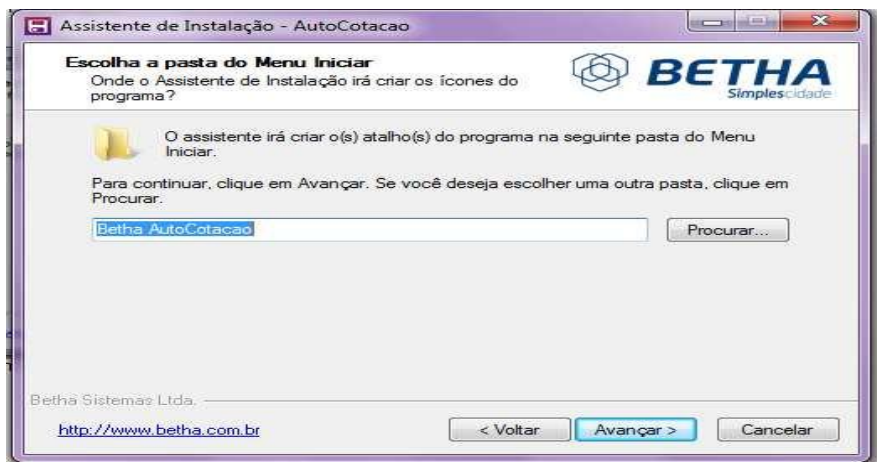 Assistente de Instalação - AutoCotacao
Escolha a pasta do Menu Iniciar
Onde o Assistente de Instalação irá criar os ícones do
programa?
BETHA
Simplescidade
O assistente irá criar o(s) atalho(s) do programa na seguinte pasta do Menu
Iniciar.
Para continuar, clique em Avançar. Se você deseja escolher uma outra pasta, clique em
Procurar.
Betha AutoCotacao
Procurar...
Betha Sistemas Ltda.
http://www.betha.com.br
< Voltar
Avançar >
Cancelar